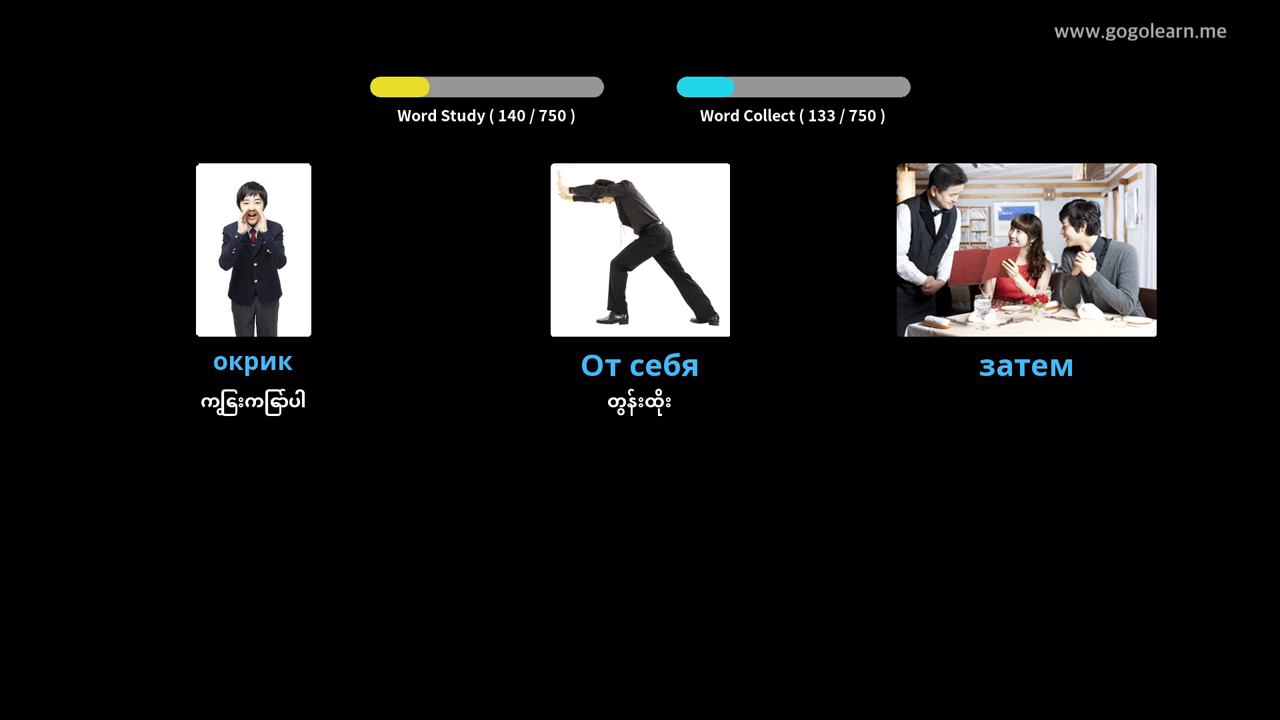 www.gogolearn.me
Word Study ( 140 / 750 )
Word Collect ( 133 / 750 )
окрик
От себя
затем
ကြွေးကြော်ပါ
တွန်းထိုး